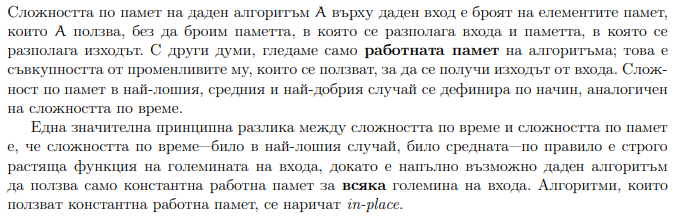 Сложността по памет на даден алгоритъм A върху даден вход е броят на елементите памет,
които A ползва, без да броим паметта, в която се разполага входа и паметта, в която се
разполага изходът. С други думи, гледаме само работната памет на алгоритъма; това е
съвкупността от променливите му, които се ползват, за да се получи изходът от входа. Слож-
ност по памет в най-лошия, средния и най-добрия случай се дефинира по начин, аналогичен
на сложността по време.
Една значителна принципна разлика между сложността по време и сложността по памет
е, че сложността по време—било в най-лошия случай, било средната—по правило е строго
растяща функция на големината на входа, докато е напълно възможно даден алгоритъм
да ползва само константна работна памет за всяка големина на входа. Алгоритми, които
ползват константна работна памет, се наричат in-place.